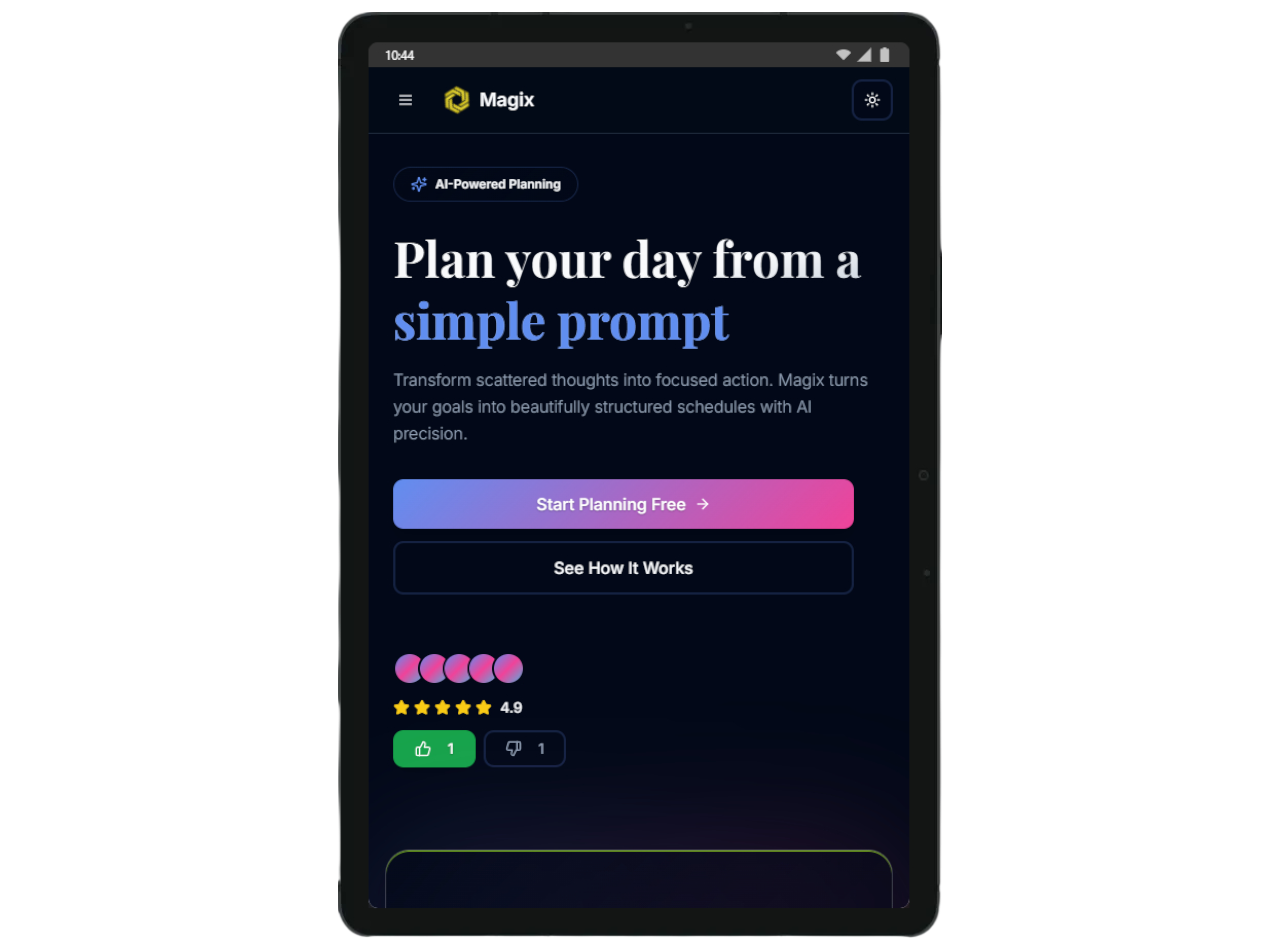 10:44
Magix
AI-Powered Planning
Plan your day from a
simple prompt
Transform scattered thoughts into focused action. Magix turns
your goals into beautifully structured schedules with AI
precision.
Start Planning Free →
See How It Works
4.9
1 1